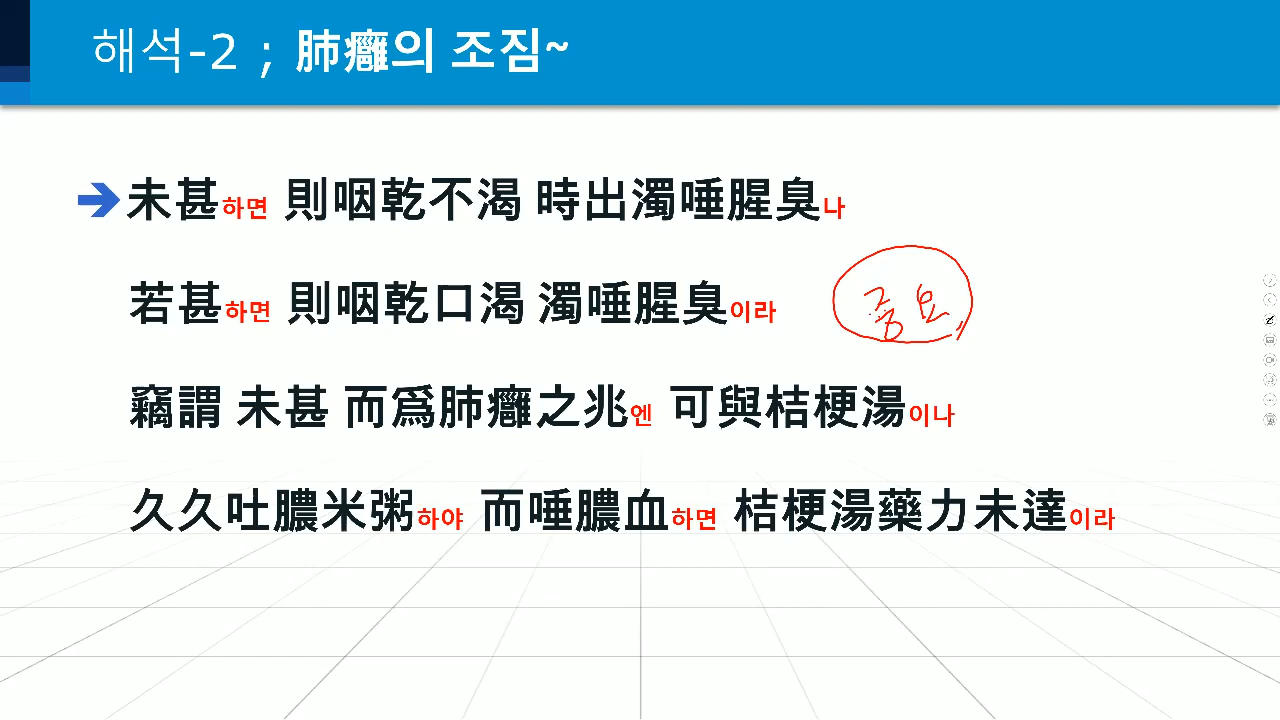 해석-2 ; 肺癰의 조짐~
未甚하면 則咽乾不渴 時出濁唾腥臭나
若甚하면 則咽乾口渴 濁唾腥臭이라
중요
竊謂 未甚 而爲肺癰之兆엔 可與桔梗湯이나
久久吐膿米粥하야 而唾膿血하면 桔梗湯藥力未達이라